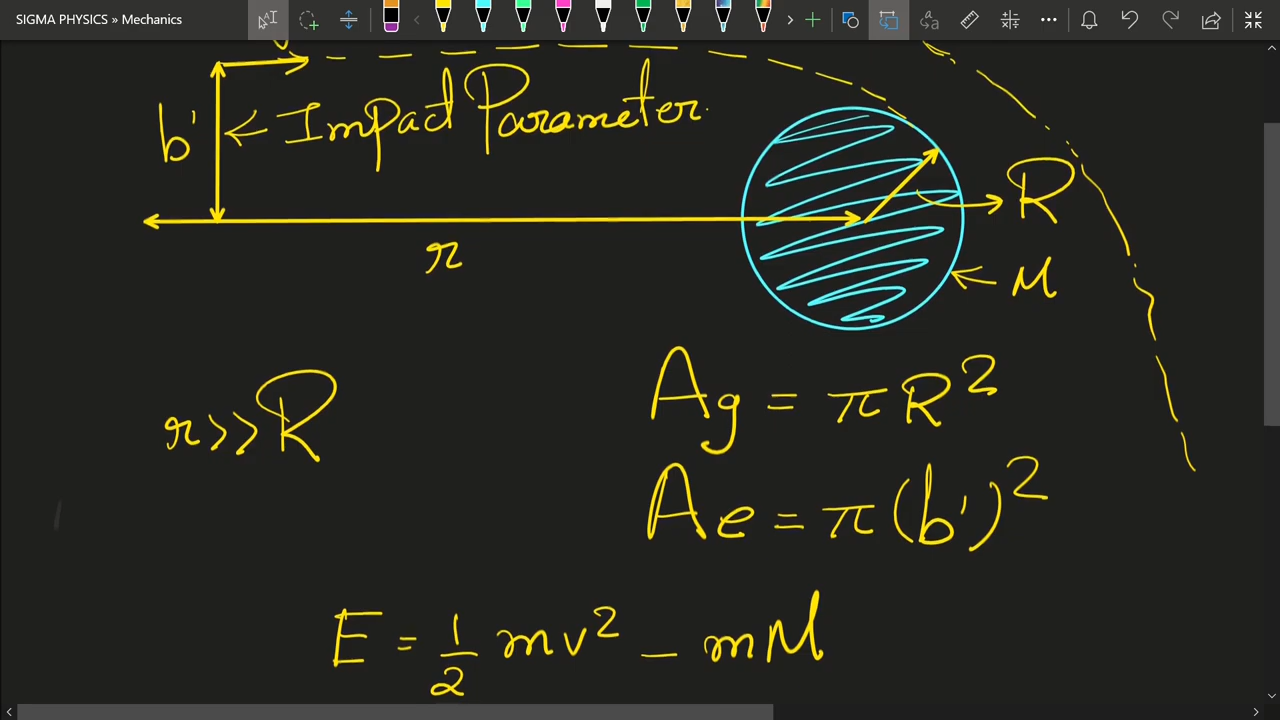 SIGMA PHYSICS » Mechanics
b' ← Impact Parameter
R
r
M
Ag = πR²
r>>R
Ae = π(b')²
E = 1/2 mv² - mM